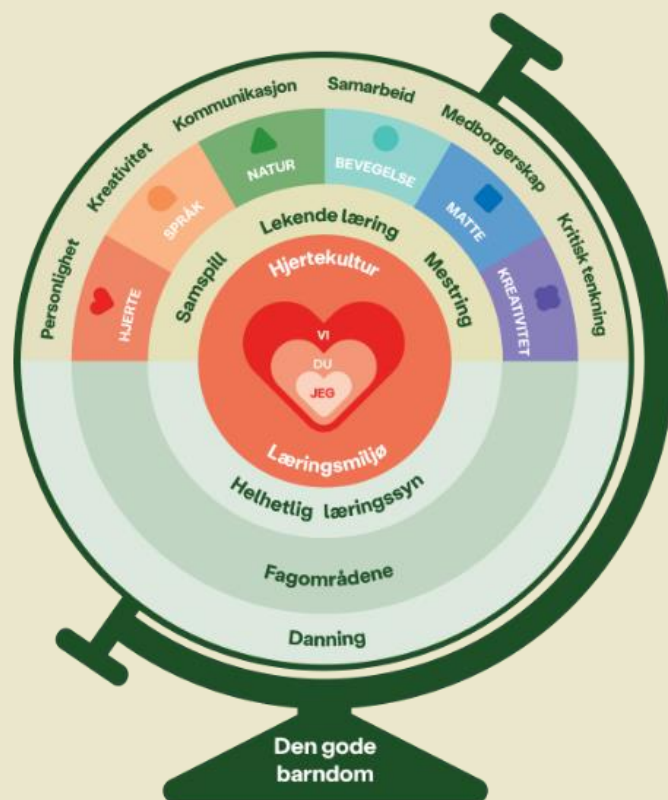 Personlighet
Kreativitet
Kommunikasjon
Samarbeid
Medborgerskap
Kritisk tenkning
HJERTE
SPRÅK
NATUR
BEVEGELSE
MATTE
KREATIVITET
Samspill
Lekende læring
Mestring
Hjertekultur
VI
DU
JEG
Læringsmiljø
Helhetlig læringssyn
Fagområdene
Danning
Den gode
barndom